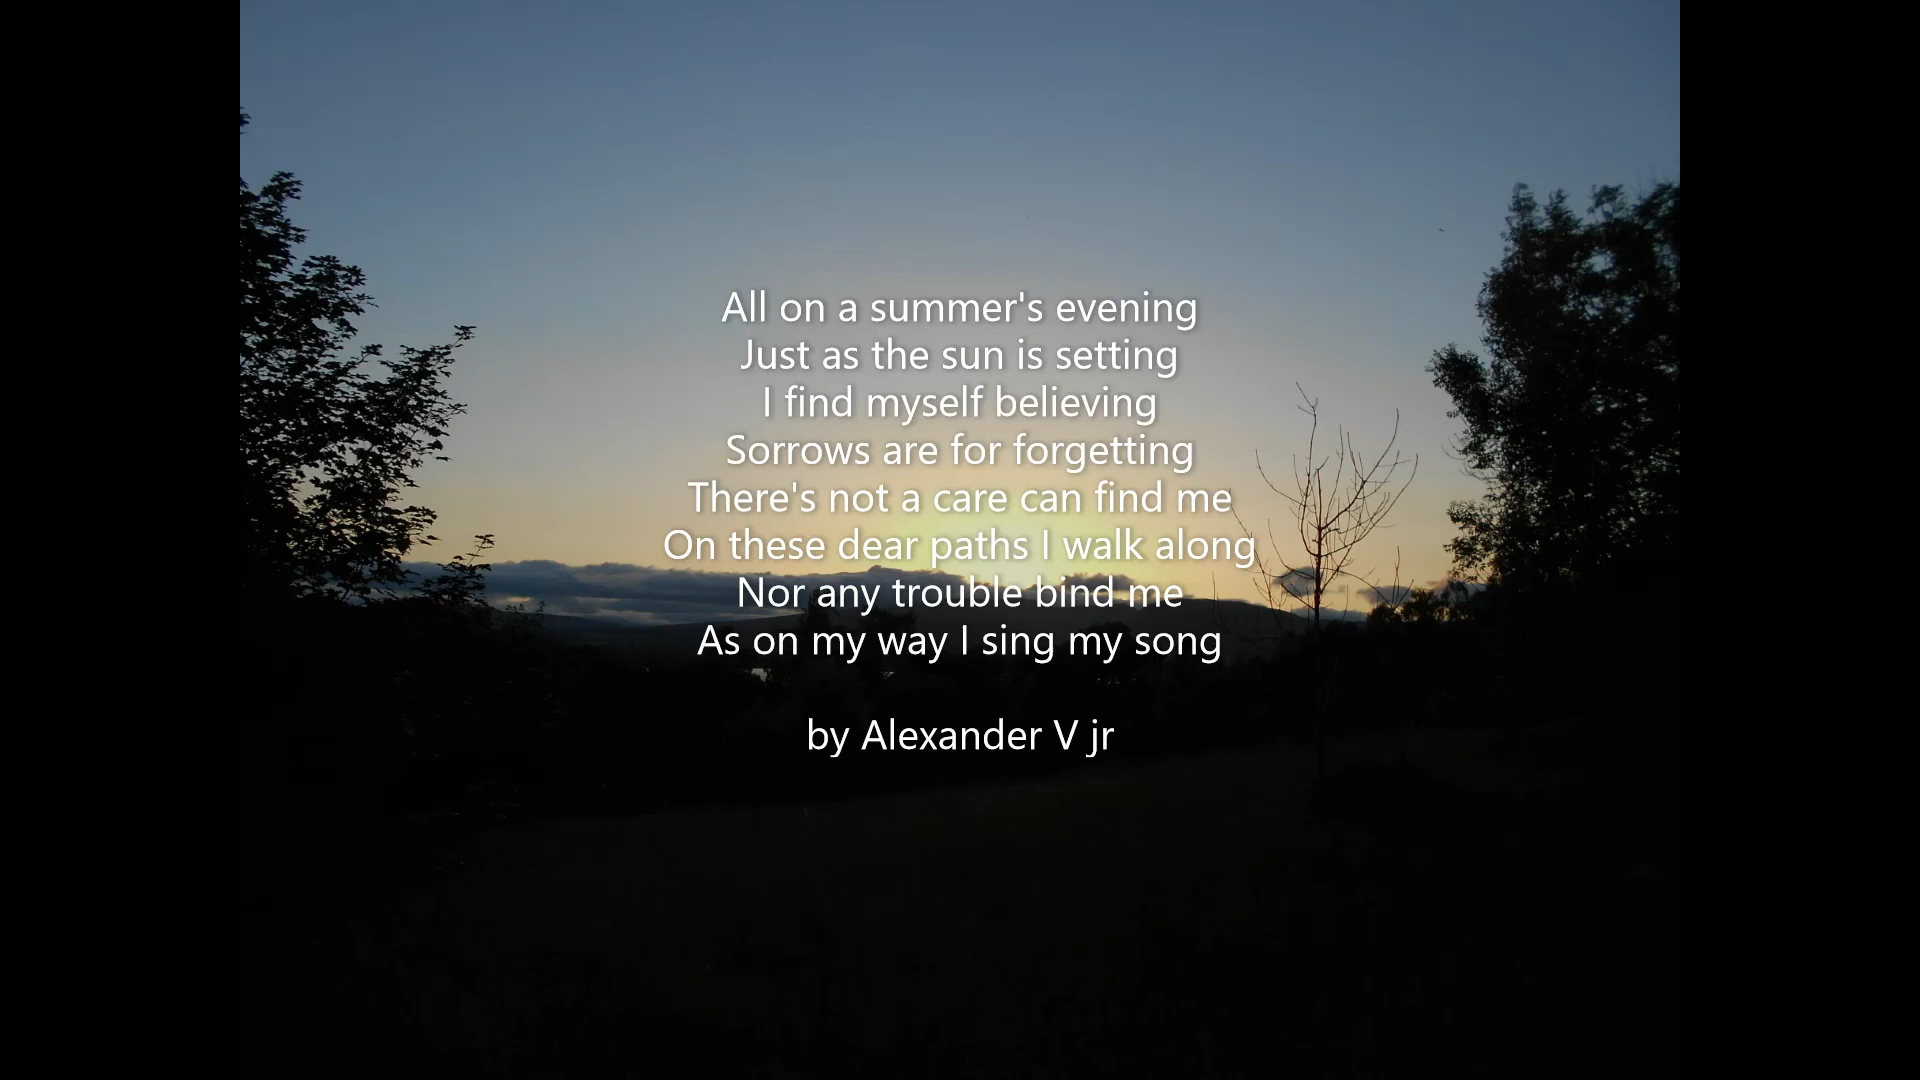 All on a summer's evening
Just as the sun is setting
I find myself believing
Sorrows are for forgetting
There's not a care can find me
On these dear paths I walk along
Nor any trouble bind me
As on my way I sing my song
by Alexander V jr